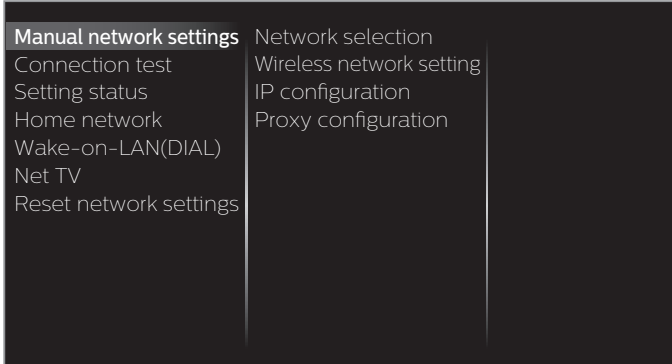 Manual network settings
Connection test
Setting status
Home network
Wake-on-LAN(DIAL)
Net TV
Reset network settings
Network selection
Wireless network setting
IP configuration
Proxy configuration